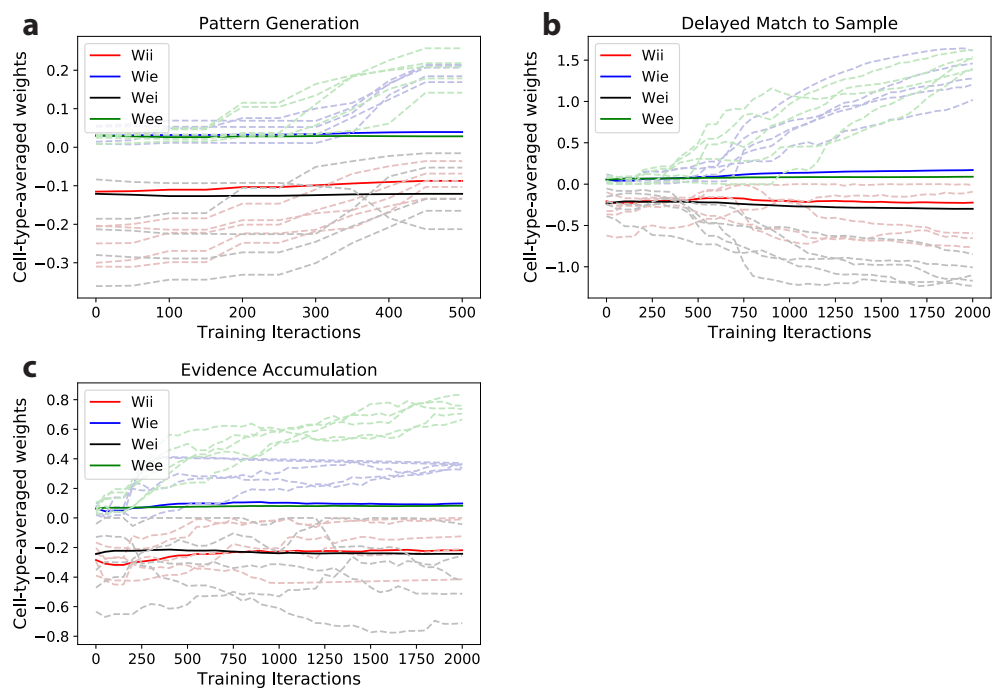 a
Pattern Generation
Cell-type-averaged weights
0.2
0.1
0.0
−0.1
−0.2
−0.3
Wii
Wie
Wei
Wee
0 100 200 300 400 500
Training Iteractions
b
Delayed Match to Sample
Cell-type-averaged weights
1.5
1.0
0.5
0.0
−0.5
−1.0
Wii
Wie
Wei
Wee
0 250 500 750 1000 1250 1500 1750 2000
Training Iteractions
c
Evidence Accumulation
Cell-type-averaged weights
0.8
0.6
0.4
0.2
0.0
−0.2
−0.4
−0.6
−0.8
Wii
Wie
Wei
Wee
0 250 500 750 1000 1250 1500 1750 2000
Training Iteractions